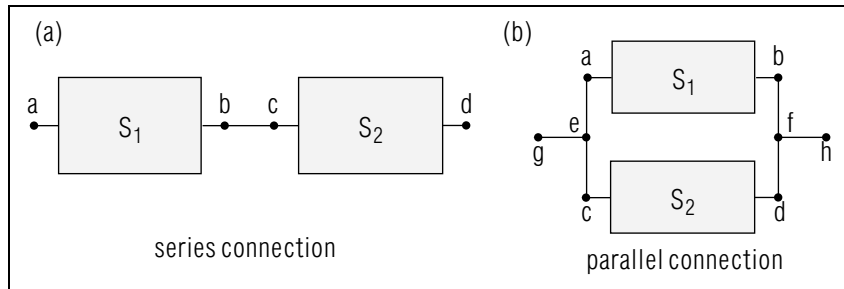 (a)
a S₁ b c S₂ d
series connection
(b)
a S₁ b
g e f h
c S₂ d
parallel connection